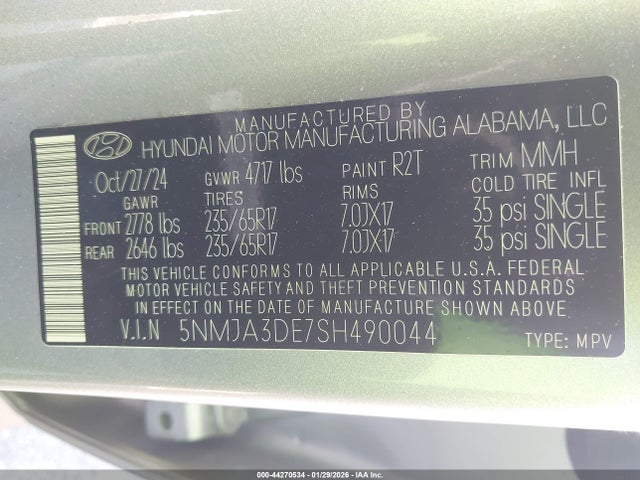 MANUFACTURED BY
HYUNDAI MOTOR MANUFACTURING ALABAMA, LLC
Oct/27/24 GVWR 4717 lbs PAINT R2T TRIM MMH
GAWR TIRES RIMS COLD TIRE INFL
FRONT 2778 lbs 235/65R17 7.0JX17 35 psi SINGLE
REAR 2646 lbs 235/65R17 7.0JX17 35 psi SINGLE
THIS VEHICLE CONFORMS TO ALL APPLICABLE U.S.A. FEDERAL
MOTOR VEHICLE SAFETY AND THEFT PREVENTION STANDARDS
IN EFFECT ON THE DATE OF MANUFACTURE SHOWN ABOVE.
V.I.N 5NMJA3DE7SH490044 TYPE: MPV
000-44270534 - 01/29/2026 - IAA Inc.